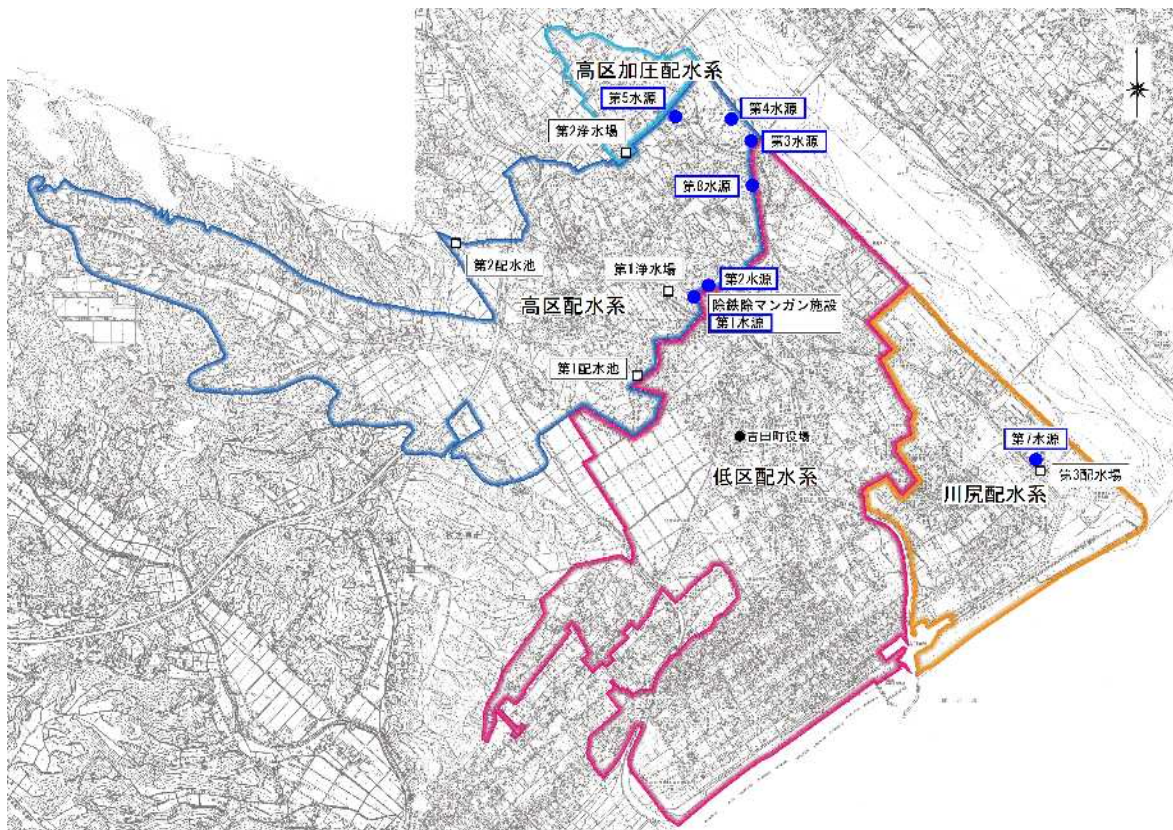 高区加圧配水系
第5水源
第4水源
第2浄水場
第3水源
第6水源
第2配水池
第1浄水場
第2水源
高区配水系
除鉄除マンガン施設
第1水源
第1配水池
吉田町役場
低区配水系
第7水源
第3配水場
川尻配水系